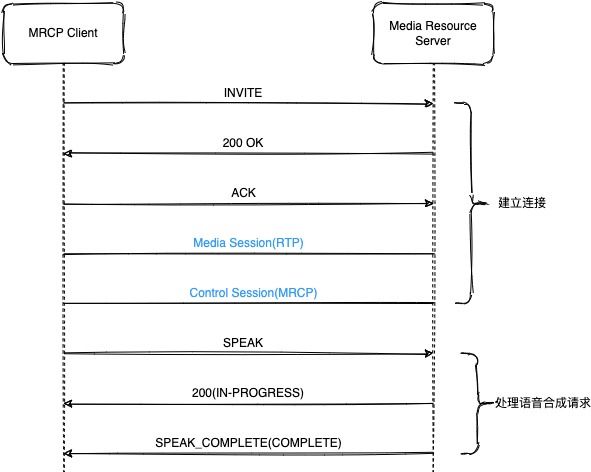 MRCP Client
Media Resource
Server
INVITE
200 OK
ACK
建立连接
Media Session(RTP)
Control Session(MRCP)
SPEAK
200(IN-PROGRESS)
处理语音合成请求
SPEAK_COMPLETE(COMPLETE)